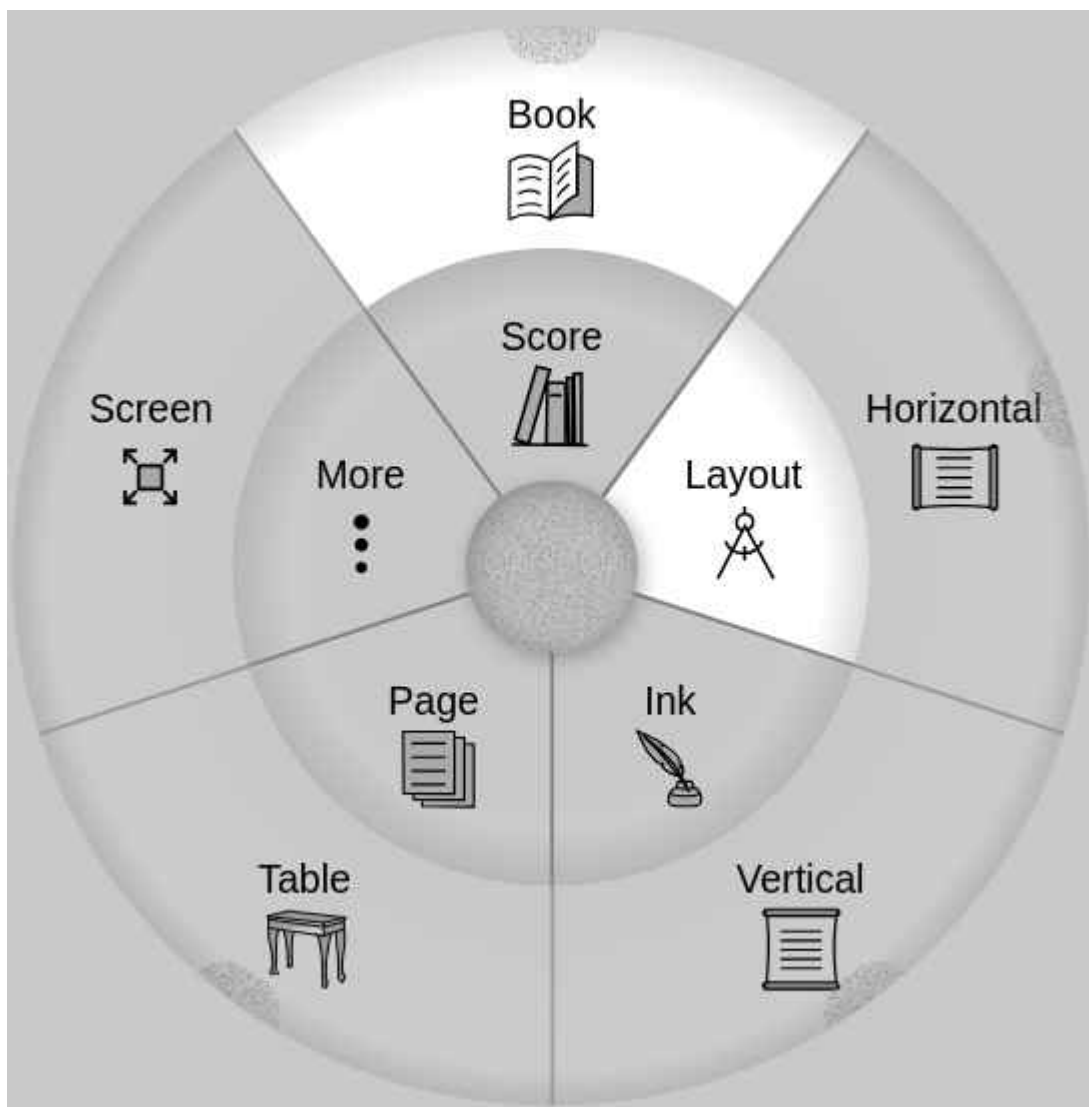 Book
Score
Screen
Horizontal
More
Layout
Page
Ink
Table
Vertical